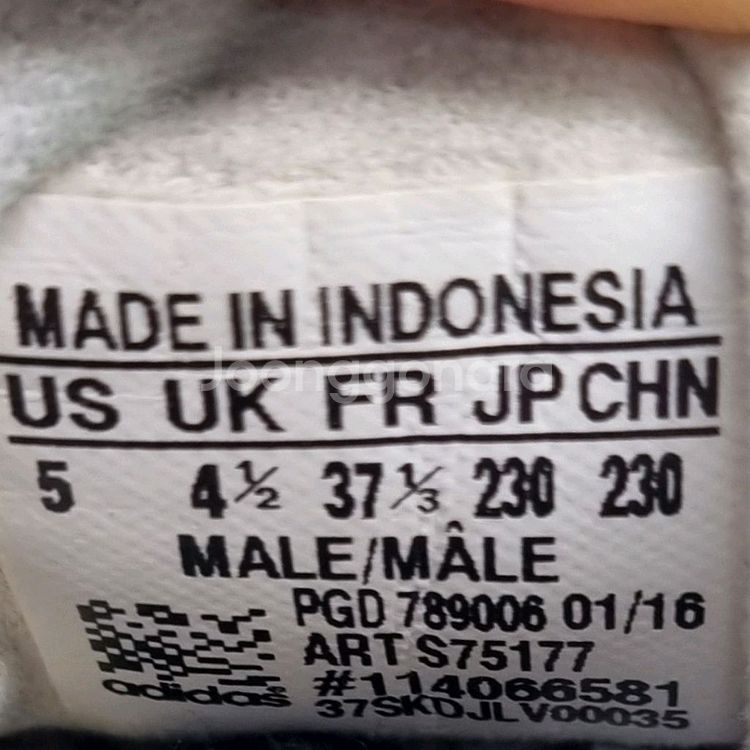 MADE IN INDONESIA
Joonggonara
US UK FR JP CHN
5 4½ 37⅓ 230 230
MALE/MÂLE
PGD 789006 01/16
ART S75177
#114066581
adidas
37SKDJLV00035